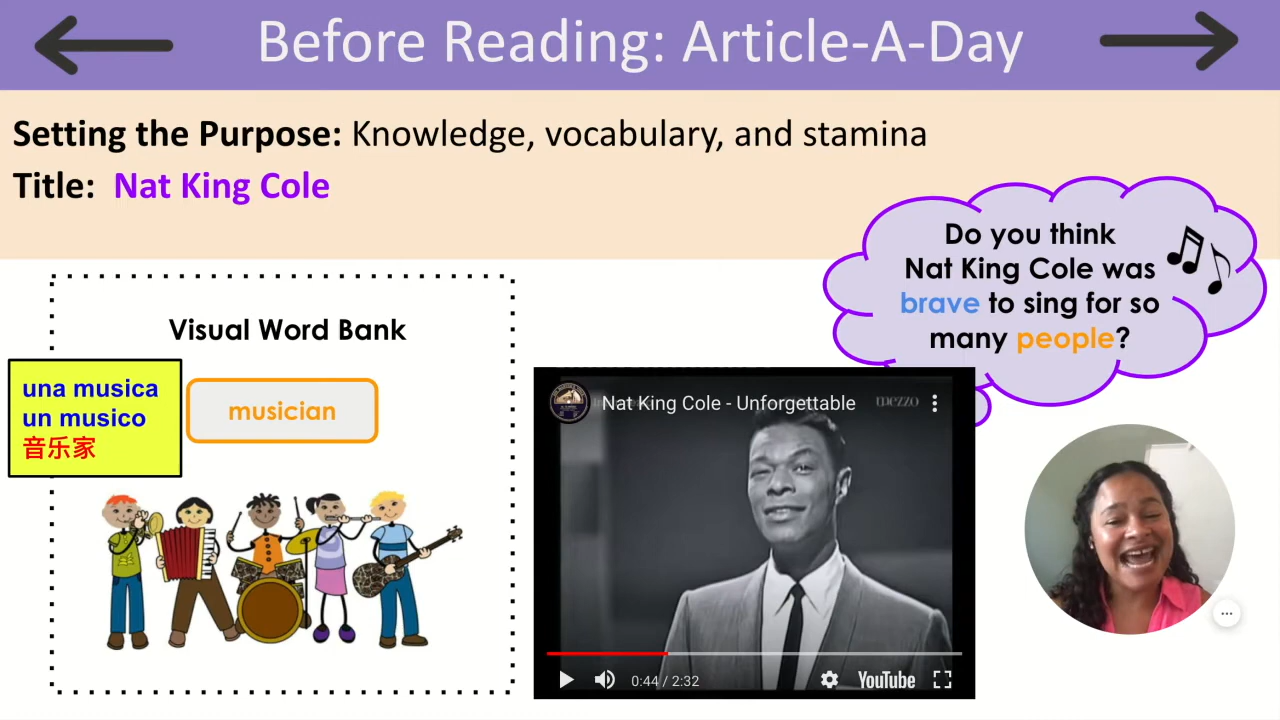 Before Reading: Article-A-Day
Setting the Purpose: Knowledge, vocabulary, and stamina
Title: Nat King Cole
Do you think
Nat King Cole was
brave to sing for so
many people?
Visual Word Bank
una musica
un musico
音乐家
musician
Nat King Cole - Unforgettable
mezzo
0:44 / 2:32
YouTube